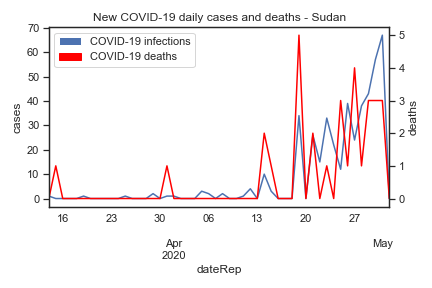 New COVID-19 daily cases and deaths - Sudan
COVID-19 infections
COVID-19 deaths
cases
70
60
50
40
30
20
10
0
deaths
5
4
3
2
1
0
16 23 30 06 13 20 27
Apr May
2020
dateRep